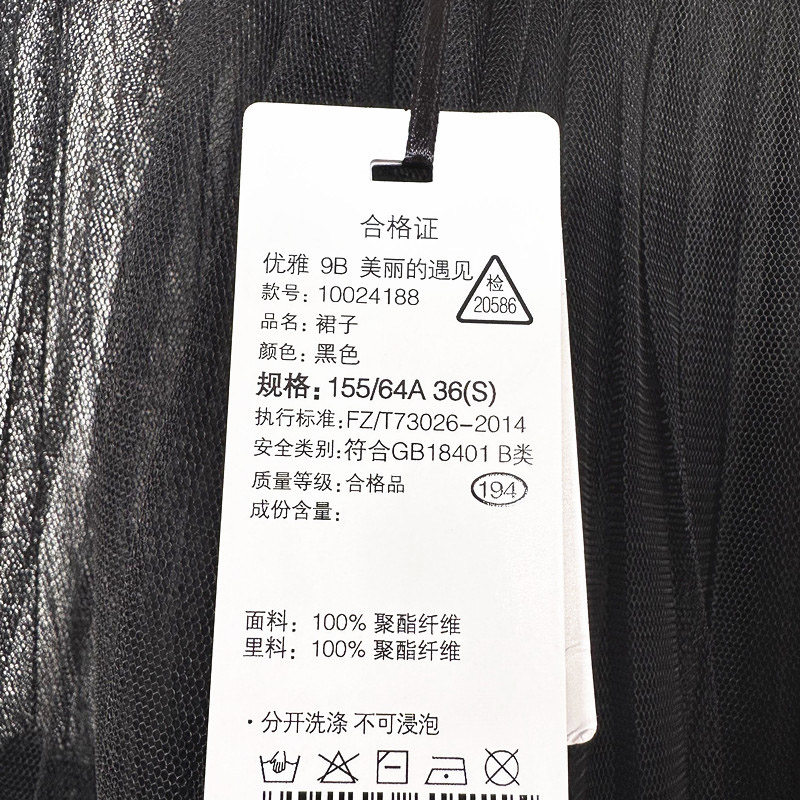 合格证
优雅 9B 美丽的遇见
检
20586
款号: 10024188
品名: 裙子
颜色: 黑色
规格: 155/64A 36(S)
执行标准: FZ/T73026-2014
安全类别: 符合GB18401 B类
质量等级: 合格品
194
成份含量:
面料: 100% 聚酯纤维
里料: 100% 聚酯纤维
·分开洗涤 不可浸泡